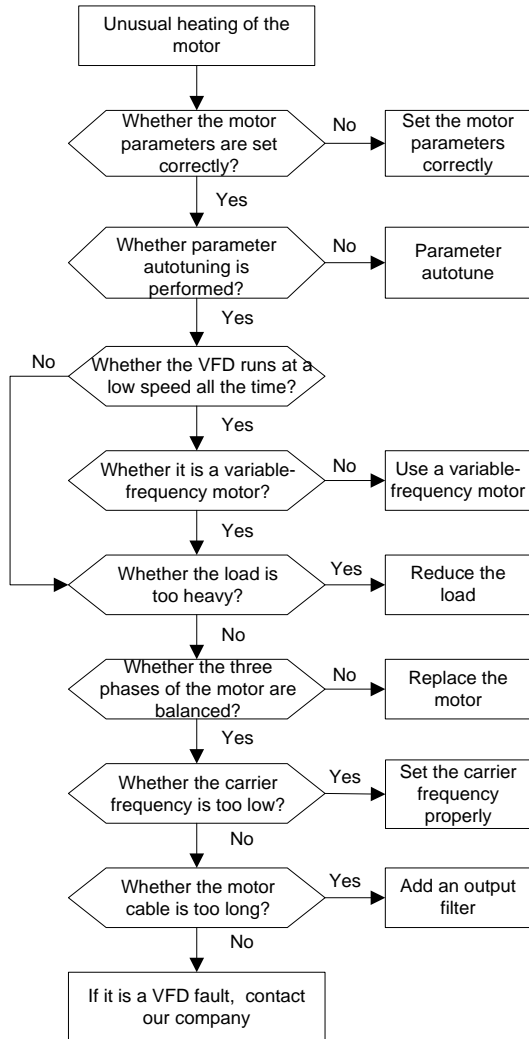 Unusual heating of the
motor
Whether the motor
parameters are set
correctly?
No
Set the motor
parameters
correctly
Yes
Whether parameter
autotuning is
performed?
No
Parameter
autotune
Yes
No
Whether the VFD runs at a
low speed all the time?
Yes
Whether it is a variable-
frequency motor?
No
Use a variable-
frequency motor
Yes
Whether the load is
too heavy?
Yes
Reduce the
load
No
Whether the three
phases of the motor are
balanced?
No
Replace the
motor
Yes
Whether the carrier
frequency is too low?
Yes
Set the carrier
frequency
properly
No
Whether the motor
cable is too long?
Yes
Add an output
filter
No
If it is a VFD fault, contact
our company